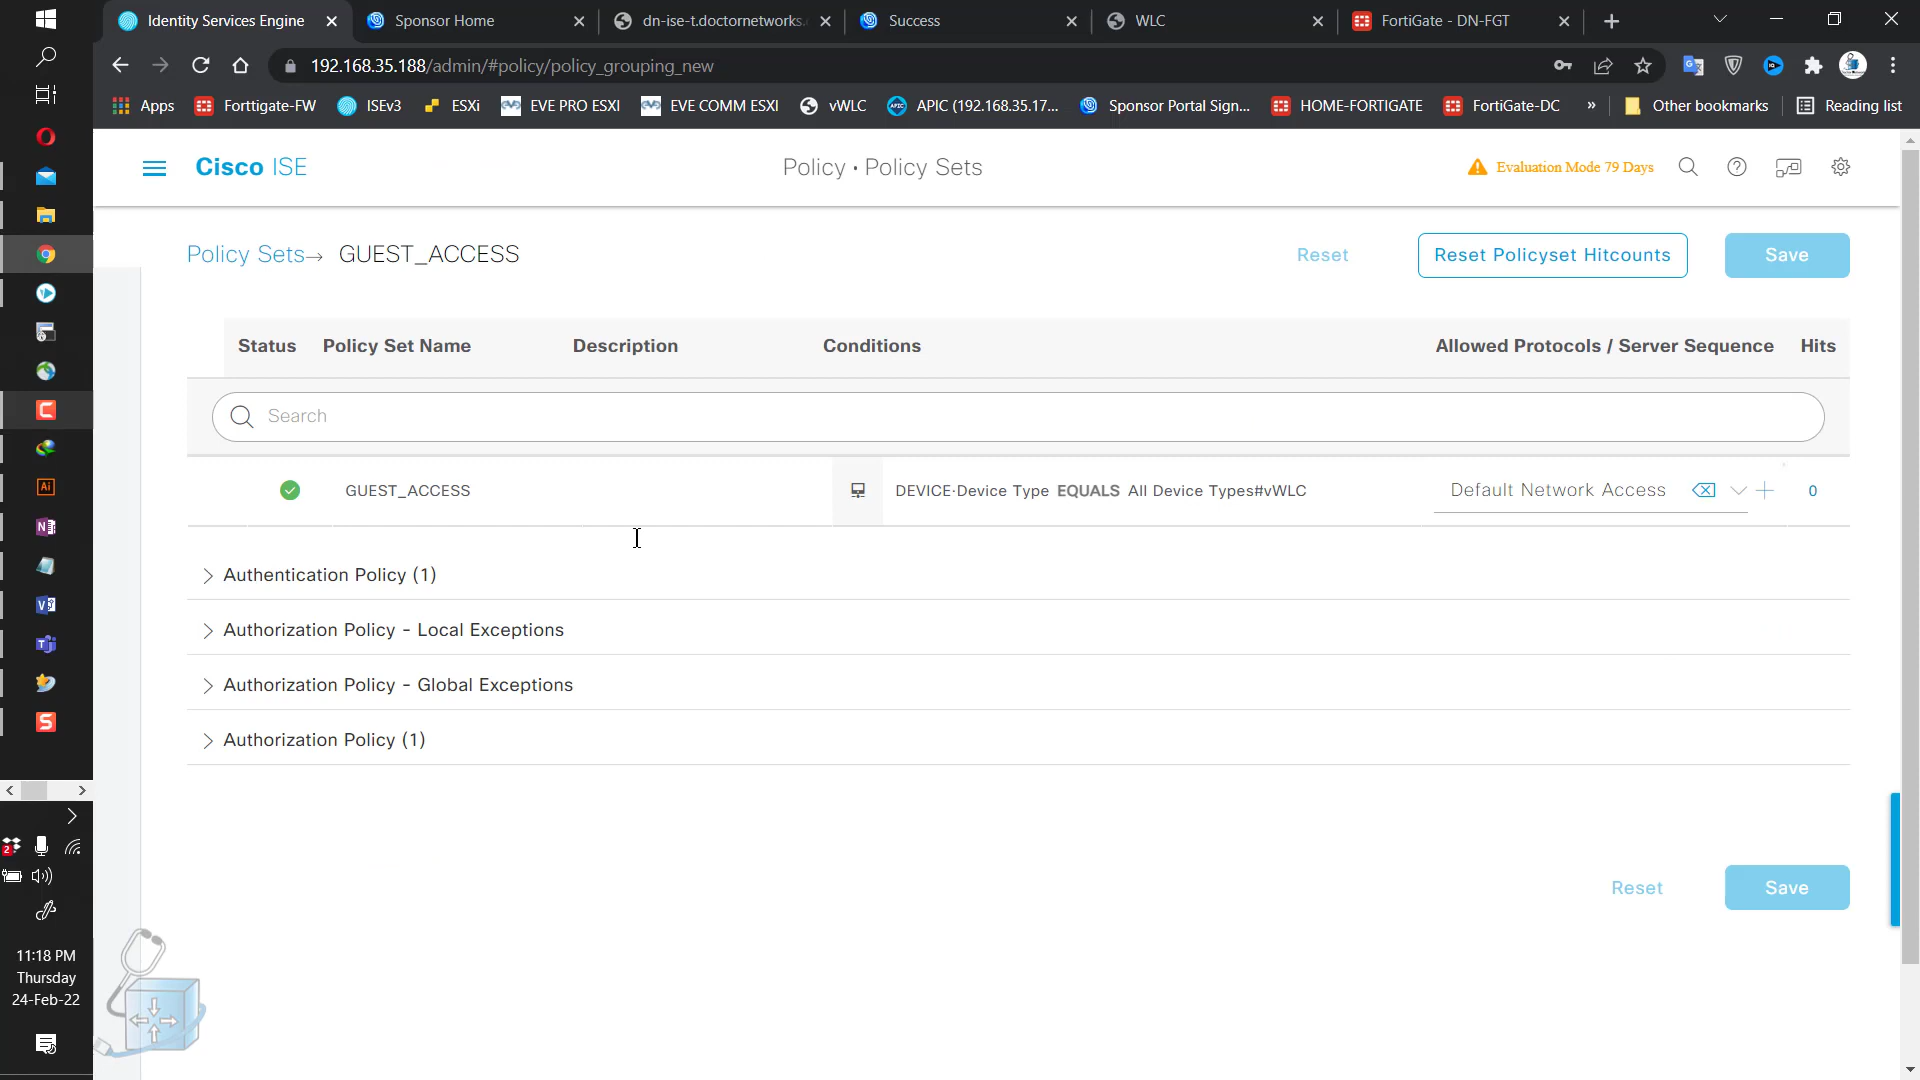 Identity Services Engine
Sponsor Home
dn-ise-t.doctornetworks.
Success
WLC
FortiGate - DN-FGT
192.168.35.188/admin/#policy/policy_grouping_new
Apps
Forttigate-FW
ISEv3
ESXi
EVE PRO ESXI
EVE COMM ESXI
vWLC
APIC (192.168.35.17...
Sponsor Portal Sign...
HOME-FORTIGATE
FortiGate-DC
»
Other bookmarks
Reading list
Cisco ISE
Policy · Policy Sets
Evaluation Mode 79 Days
Policy Sets→ GUEST_ACCESS
Reset
Reset Policyset Hitcounts
Save
Status
Policy Set Name
Description
Conditions
Allowed Protocols / Server Sequence
Hits
Search
GUEST_ACCESS
DEVICE·Device Type EQUALS All Device Types#vWLC
Default Network Access
0
Authentication Policy (1)
Authorization Policy - Local Exceptions
Authorization Policy - Global Exceptions
Authorization Policy (1)
Reset
Save
11:18 PM
Thursday
24-Feb-22